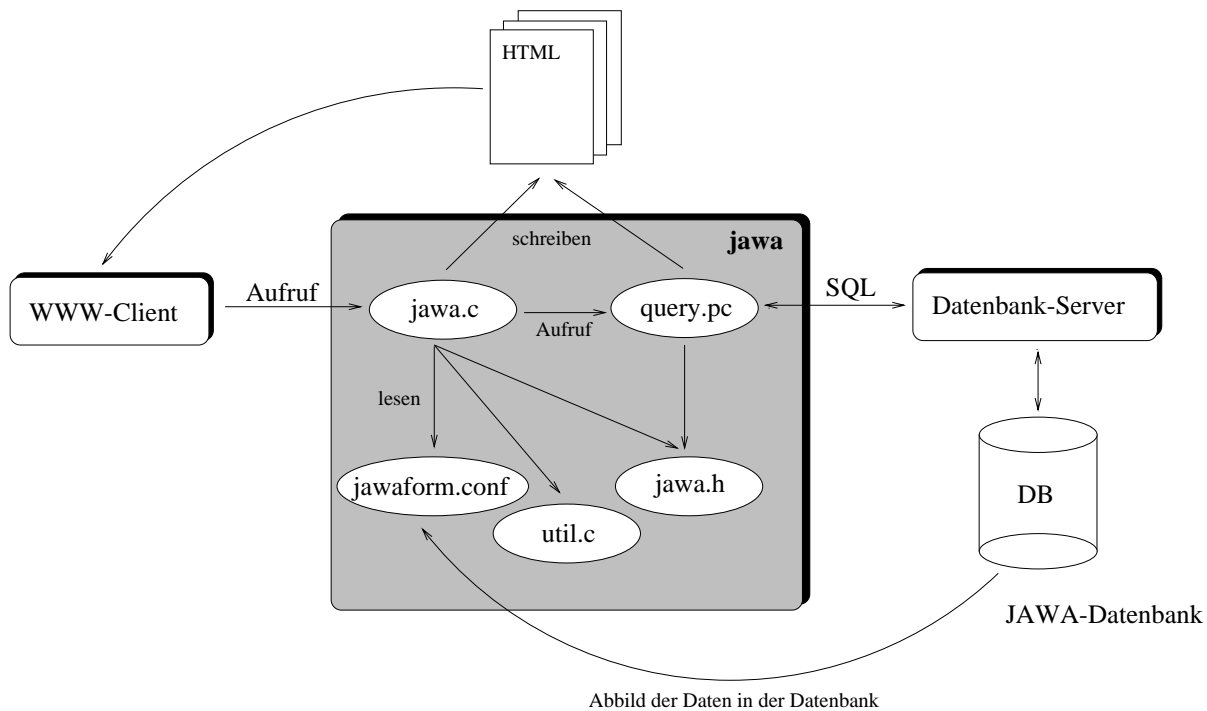 HTML
schreiben
jawa
WWW-Client
Aufruf
jawa.c
Aufruf
query.pc
SQL
Datenbank-Server
lesen
jawaform.conf
util.c
jawa.h
DB
JAWA-Datenbank
Abbild der Daten in der Datenbank